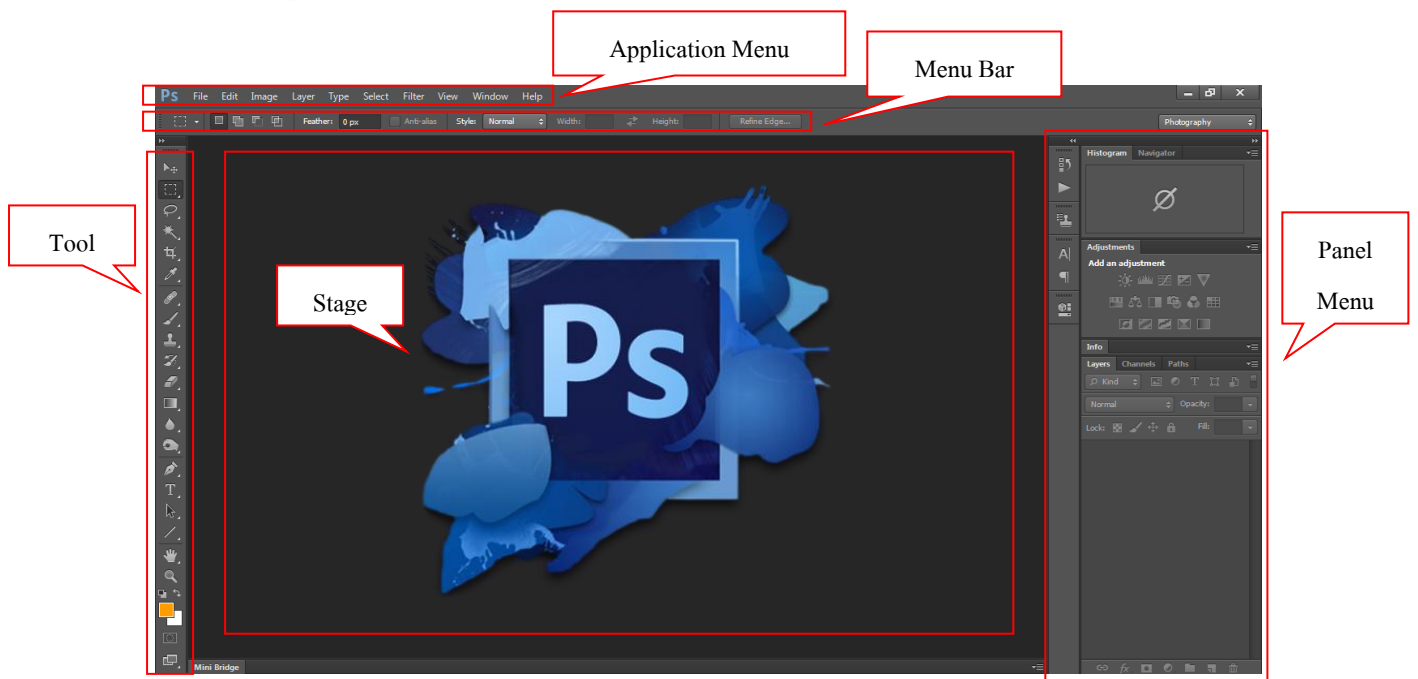 Application Menu
Menu Bar
Ps File Edit Image Layer Type Select Filter View Window Help
Feather: 0 px Anti-alias Style: Normal Width: Height: Refine Edge... Photography
Histogram Navigator
Tool
Stage
Ps
Adjustments
Add an adjustment
Panel
Menu
Info
Layers Channels Paths
Kind
Normal Opacity:
Lock: Fill:
Mini Bridge